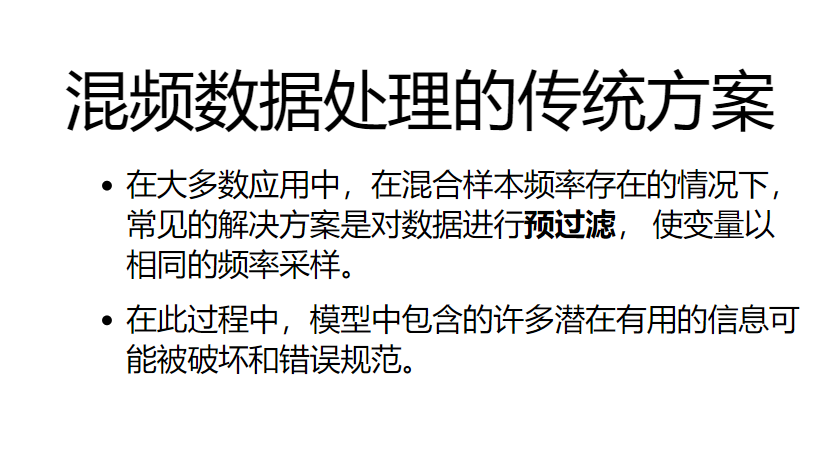 混频数据处理的传统方案
• 在大多数应用中，在混合样本频率存在的情况下，
常见的解决方案是对数据进行预过滤， 使变量以
相同的频率采样。
• 在此过程中，模型中包含的许多潜在有用的信息可
能被破坏和错误规范。